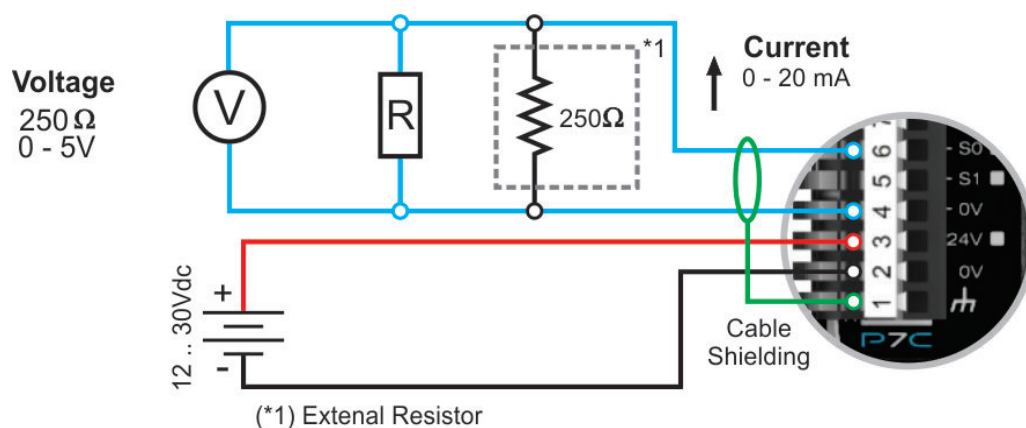 Voltage
250 Ω
0 - 5V
V
R
250Ω
*1
Current
0 - 20 mA
6
5
4
3
2
1
S0
S1
0V
24V
0V
P7C
12 .. 30Vdc
+
-
Cable
Shielding
(*1) Extenal Resistor